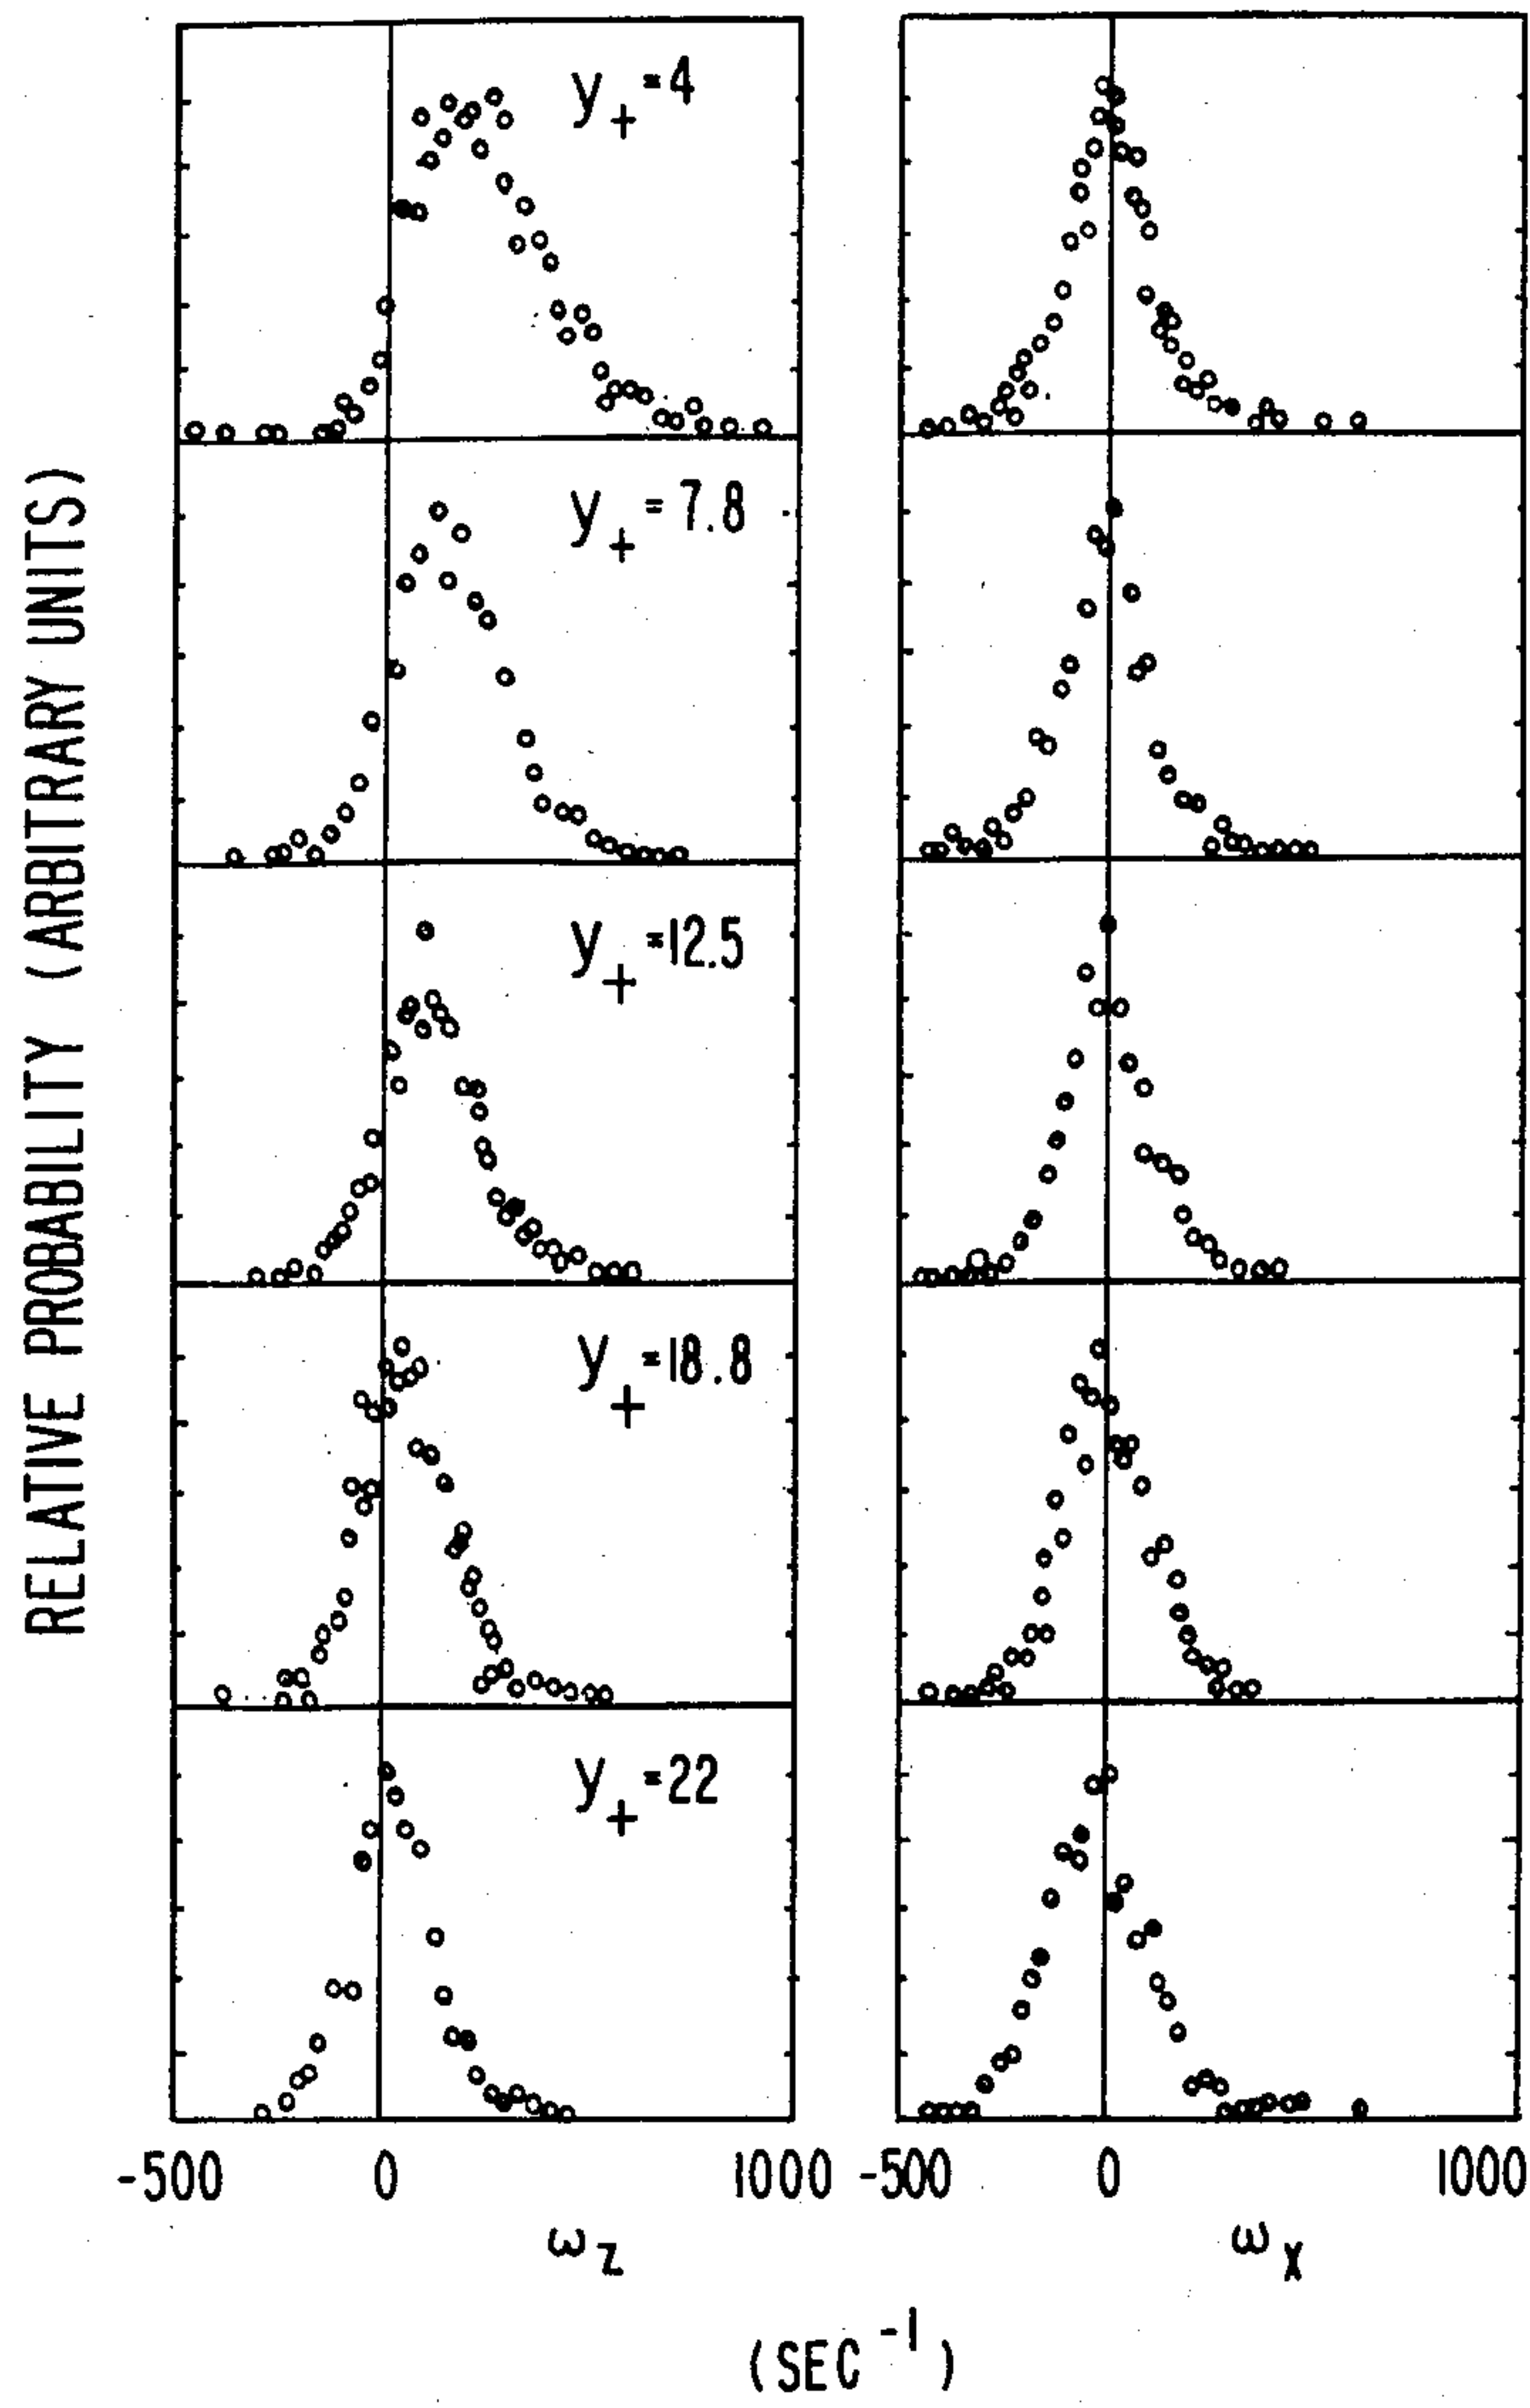 RELATIVE PROBABILITY (ARBITRARY UNITS)
y+ = 4
y+ = 7.8
y+ = 12.5
y+ = 18.8
y+ = 22
-500 0 1000 -500 0 1000
ωz ωx
(SEC⁻¹)